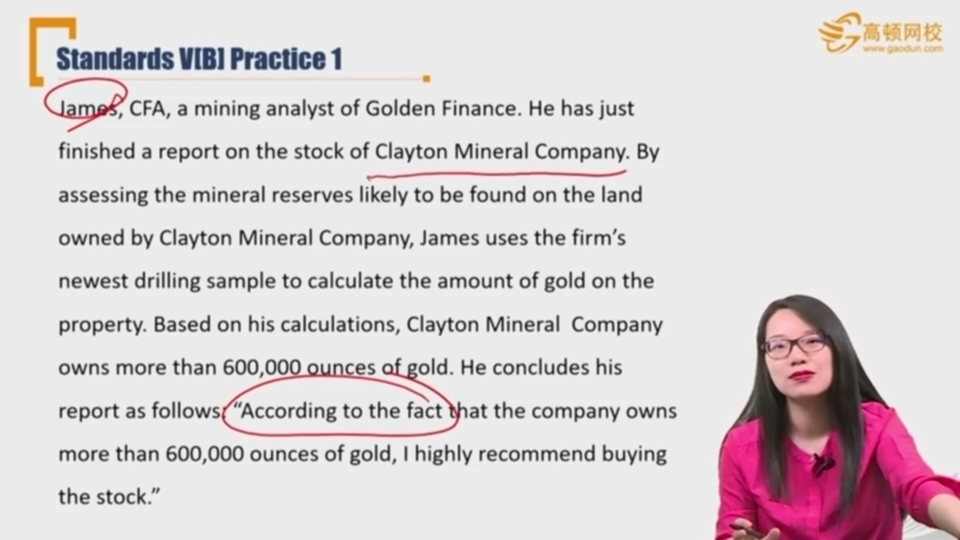 高顿网校
www.gaodun.com
Standards V[B] Practice 1
James, CFA, a mining analyst of Golden Finance. He has just
finished a report on the stock of Clayton Mineral Company. By
assessing the mineral reserves likely to be found on the land
owned by Clayton Mineral Company, James uses the firm’s
newest drilling sample to calculate the amount of gold on the
property. Based on his calculations, Clayton Mineral  Company
owns more than 600,000 ounces of gold. He concludes his
report as follows: “According to the fact that the company owns
more than 600,000 ounces of gold, I highly recommend buying
the stock.”